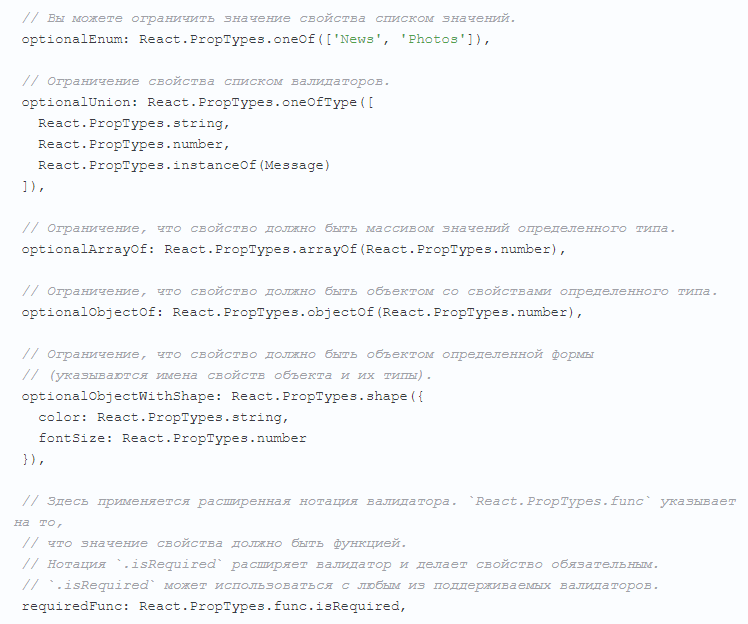 // Вы можете ограничить значение свойства списком значений.
optionalEnum: React.PropTypes.oneOf(['News', 'Photos']),
// Ограничение свойства списком валидаторов.
optionalUnion: React.PropTypes.oneOfType([
React.PropTypes.string,
React.PropTypes.number,
React.PropTypes.instanceOf(Message)
]),
// Ограничение, что свойство должно быть массивом значений определенного типа.
optionalArrayOf: React.PropTypes.arrayOf(React.PropTypes.number),
// Ограничение, что свойство должно быть объектом со свойствами определенного типа.
optionalObjectOf: React.PropTypes.objectOf(React.PropTypes.number),
// Ограничение, что свойство должно быть объектом определенной формы
// (указываются имена свойств объекта и их типы).
optionalObjectWithShape: React.PropTypes.shape({
color: React.PropTypes.string,
fontSize: React.PropTypes.number
}),
// Здесь применяется расширенная нотация валидатора. `React.PropTypes.func` указывает
на то,
// что значение свойства должно быть функцией.
// Нотация `.isRequired` расширяет валидатор и делает свойство обязательным.
// `.isRequired` может использоваться с любым из поддерживаемых валидаторов.
requiredFunc: React.PropTypes.func.isRequired,